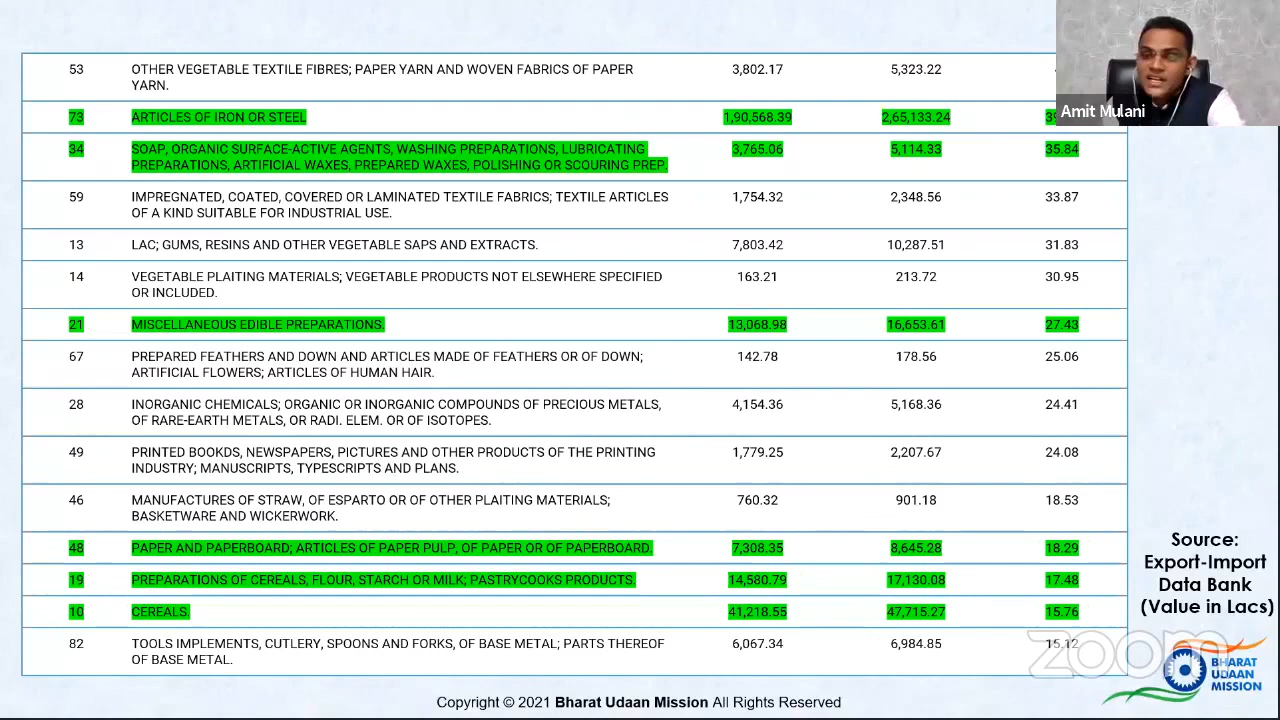 53 OTHER VEGETABLE TEXTILE FIBRES; PAPER YARN AND WOVEN FABRICS OF PAPER 3,802.17 5,323.22
YARN.
Amit Mulani
73 ARTICLES OF IRON OR STEEL 1,90,568.39 2,65,133.24
34 SOAP, ORGANIC SURFACE-ACTIVE AGENTS, WASHING PREPARATIONS, LUBRICATING 3,765.06 5,114.33 35.84
PREPARATIONS, ARTIFICIAL WAXES, PREPARED WAXES, POLISHING OR SCOURING PREP.
59 IMPREGNATED, COATED, COVERED OR LAMINATED TEXTILE FABRICS; TEXTILE ARTICLES 1,754.32 2,348.56 33.87
OF A KIND SUITABLE FOR INDUSTRIAL USE.
13 LAC; GUMS, RESINS AND OTHER VEGETABLE SAPS AND EXTRACTS. 7,803.42 10,287.51 31.83
14 VEGETABLE PLAITING MATERIALS; VEGETABLE PRODUCTS NOT ELSEWHERE SPECIFIED 163.21 213.72 30.95
OR INCLUDED.
21 MISCELLANEOUS EDIBLE PREPARATIONS. 13,068.98 16,653.61 27.43
67 PREPARED FEATHERS AND DOWN AND ARTICLES MADE OF FEATHERS OR OF DOWN; 142.78 178.56 25.06
ARTIFICIAL FLOWERS; ARTICLES OF HUMAN HAIR.
28 INORGANIC CHEMICALS; ORGANIC OR INORGANIC COMPOUNDS OF PRECIOUS METALS, 4,154.36 5,168.36 24.41
OF RARE-EARTH METALS, OR RADI. ELEM. OR OF ISOTOPES.
49 PRINTED BOOKDS, NEWSPAPERS, PICTURES AND OTHER PRODUCTS OF THE PRINTING 1,779.25 2,207.67 24.08
INDUSTRY; MANUSCRIPTS, TYPESCRIPTS AND PLANS.
46 MANUFACTURES OF STRAW, OF ESPARTO OR OF OTHER PLAITING MATERIALS; 760.32 901.18 18.53
BASKETWARE AND WICKERWORK.
48 PAPER AND PAPERBOARD; ARTICLES OF PAPER PULP, OF PAPER OR OF PAPERBOARD. 7,308.35 8,645.28 18.29
19 PREPARATIONS OF CEREALS, FLOUR, STARCH OR MILK; PASTRYCOOKS PRODUCTS. 14,580.79 17,130.08 17.48
10 CEREALS. 41,218.55 47,715.27 15.76
82 TOOLS IMPLEMENTS, CUTLERY, SPOONS AND FORKS, OF BASE METAL; PARTS THEREOF 6,067.34 6,984.85 15.12
OF BASE METAL.
Source:
Export-Import
Data Bank
(Value in Lacs)
zoom
BHARAT
UDAAN
MISSION
Copyright © 2021 Bharat Udaan Mission All Rights Reserved